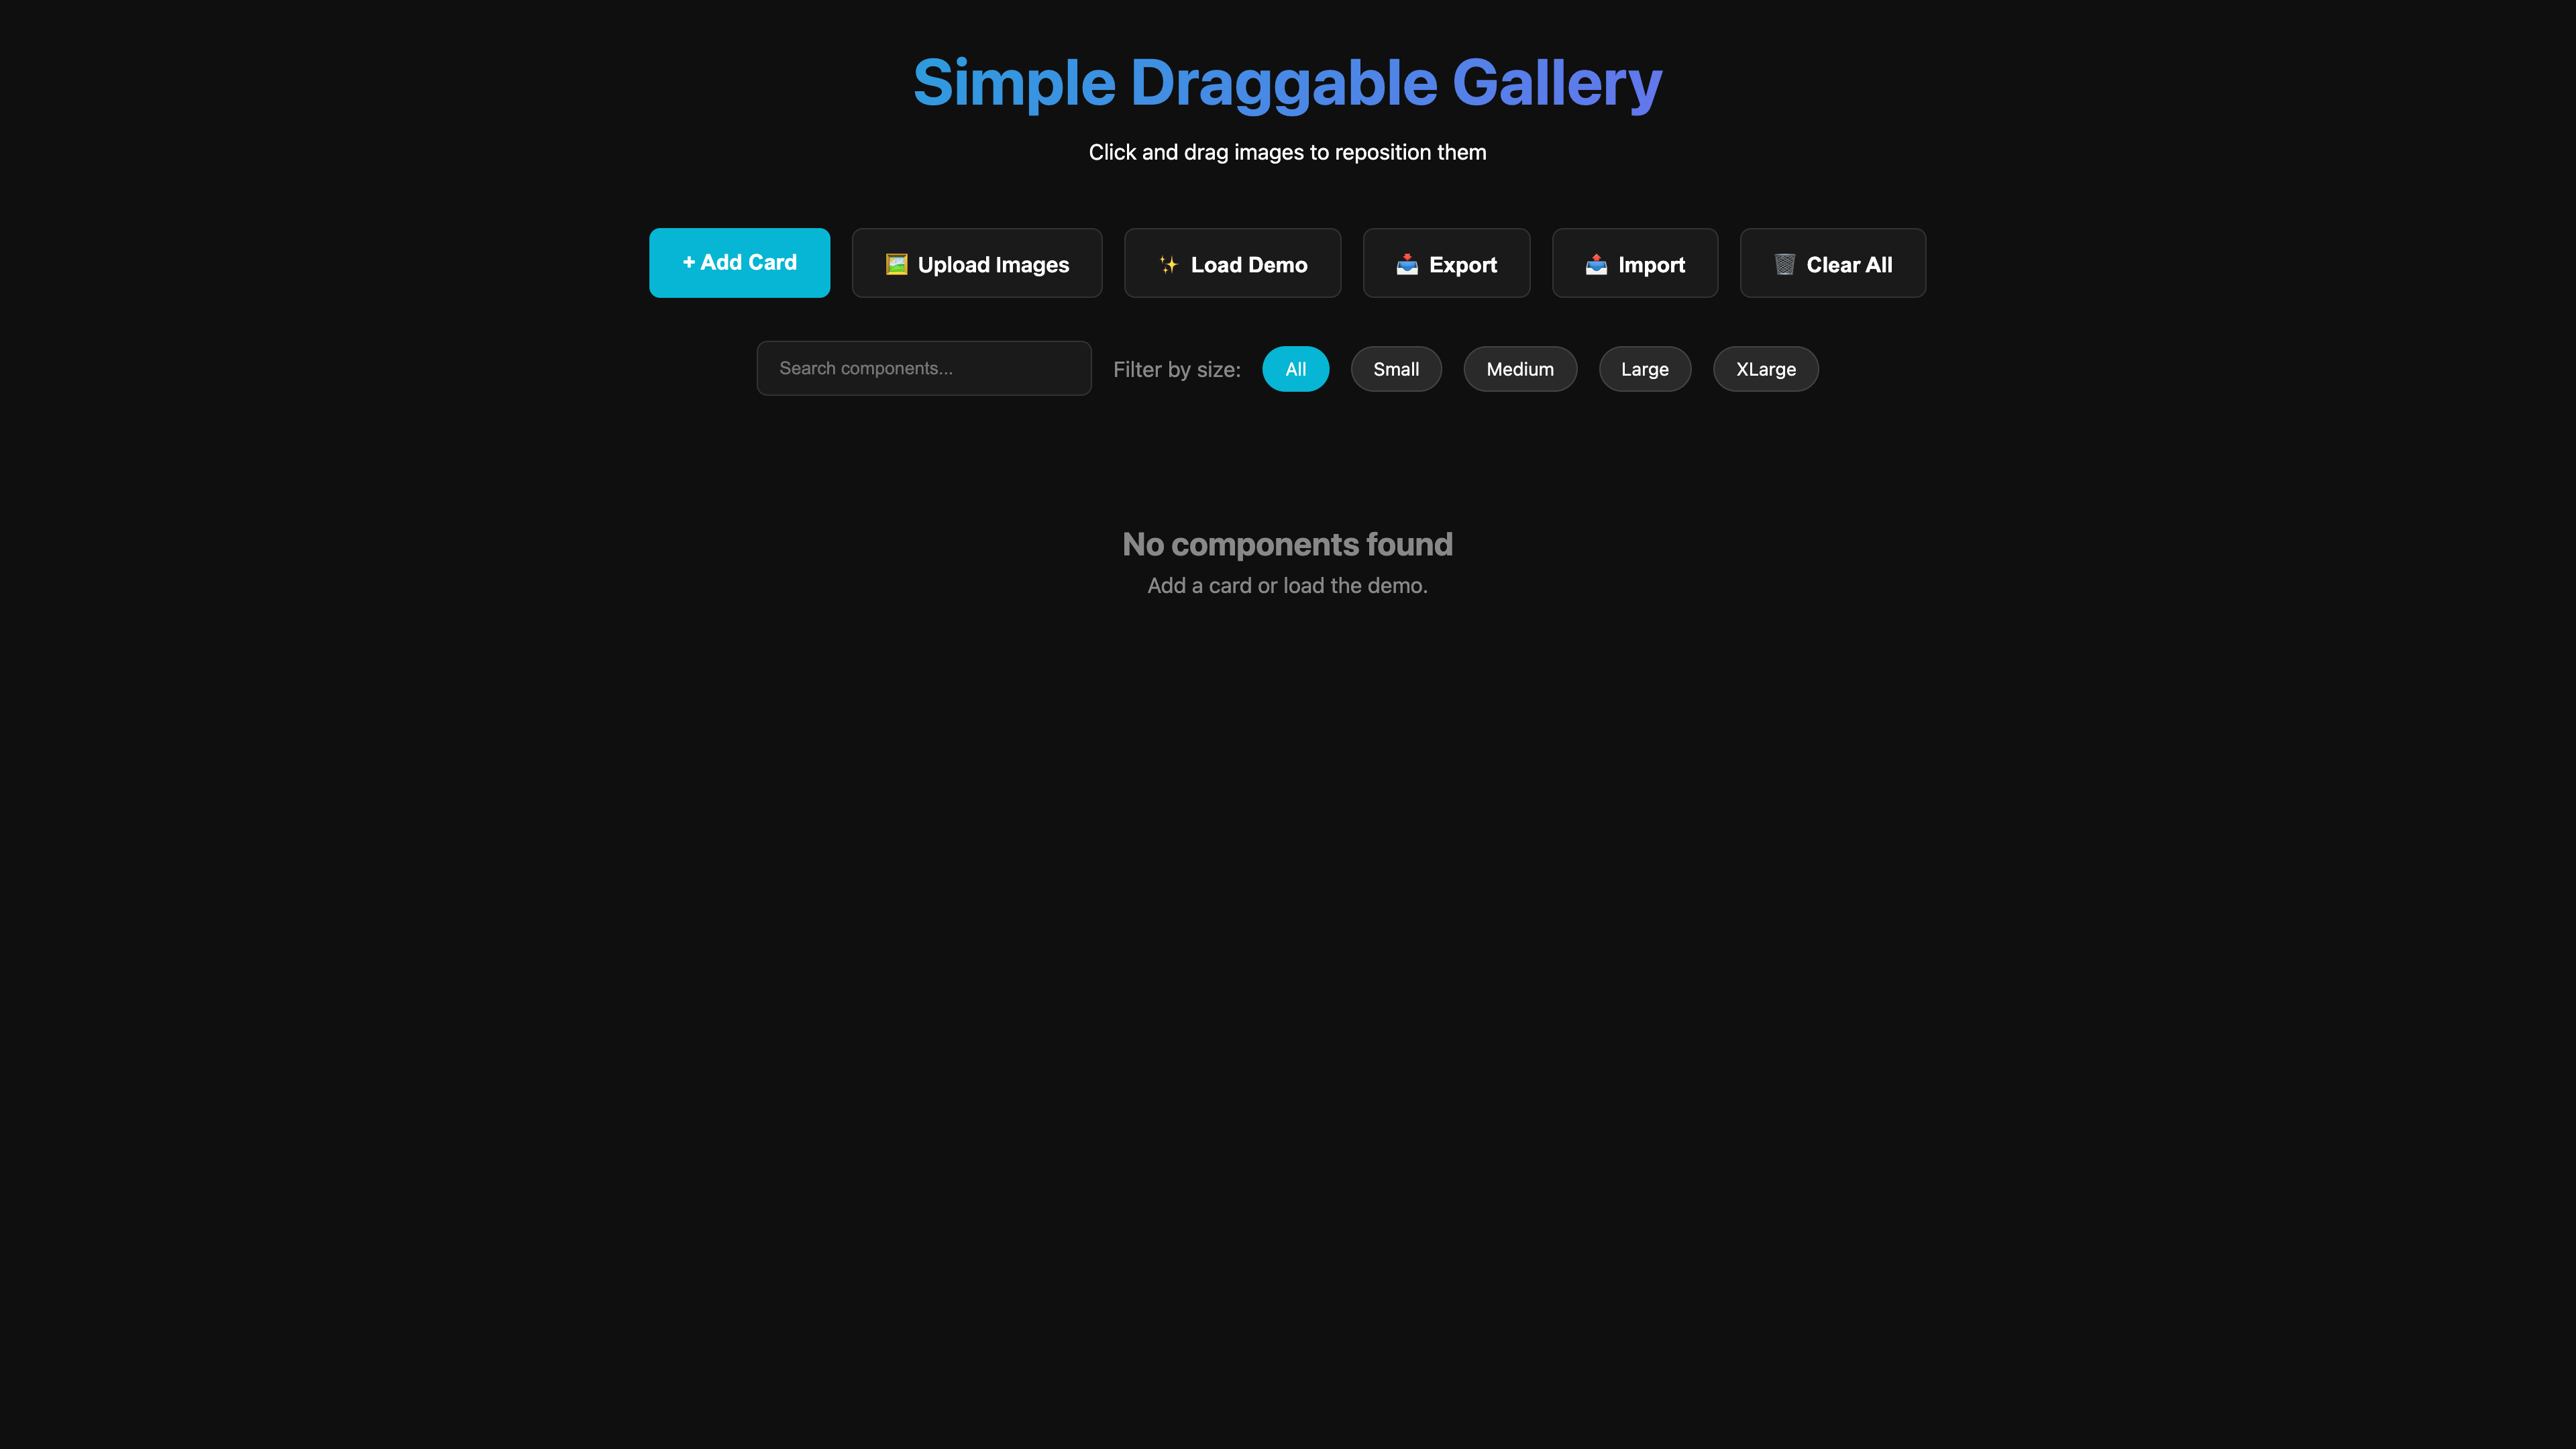 Simple Draggable Gallery
Click and drag images to reposition them
+ Add Card
Upload Images
Load Demo
Export
Import
Clear All
Search components...
Filter by size:
All
Small
Medium
Large
XLarge
No components found
Add a card or load the demo.